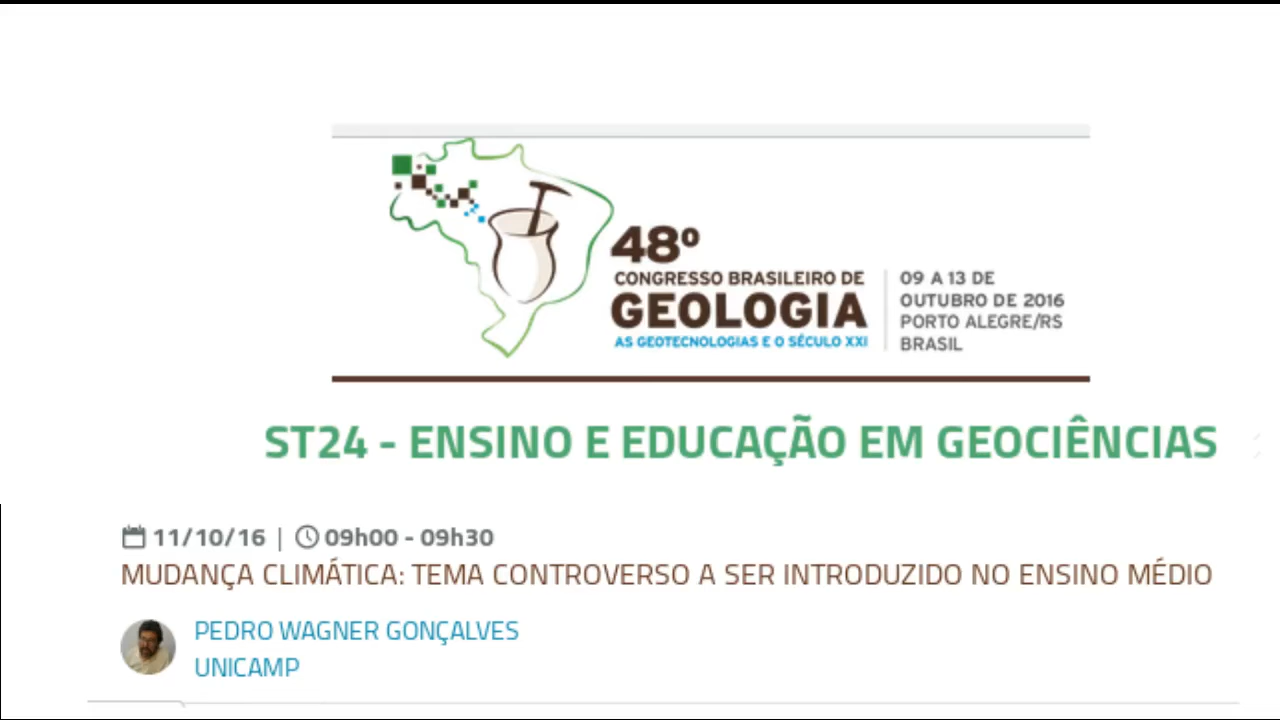 48º
CONGRESSO BRASILEIRO DE
GEOLOGIA
AS GEOTECNOLOGIAS E O SÉCULO XXI
09 A 13 DE
OUTUBRO DE 2016
PORTO ALEGRE/RS
BRASIL
ST24 - ENSINO E EDUCAÇÃO EM GEOCIÊNCIAS
11/10/16 | 09h00 - 09h30
MUDANÇA CLIMÁTICA: TEMA CONTROVERSO A SER INTRODUZIDO NO ENSINO MÉDIO
PEDRO WAGNER GONÇALVES
UNICAMP